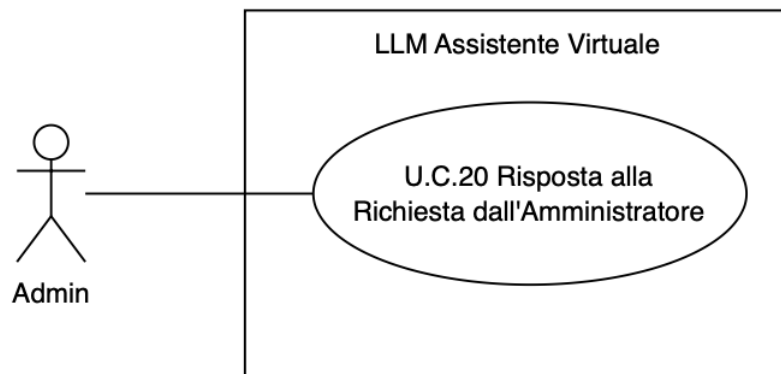 LLM Assistente Virtuale
U.C.20 Risposta alla
Richiesta dall'Amministratore
Admin